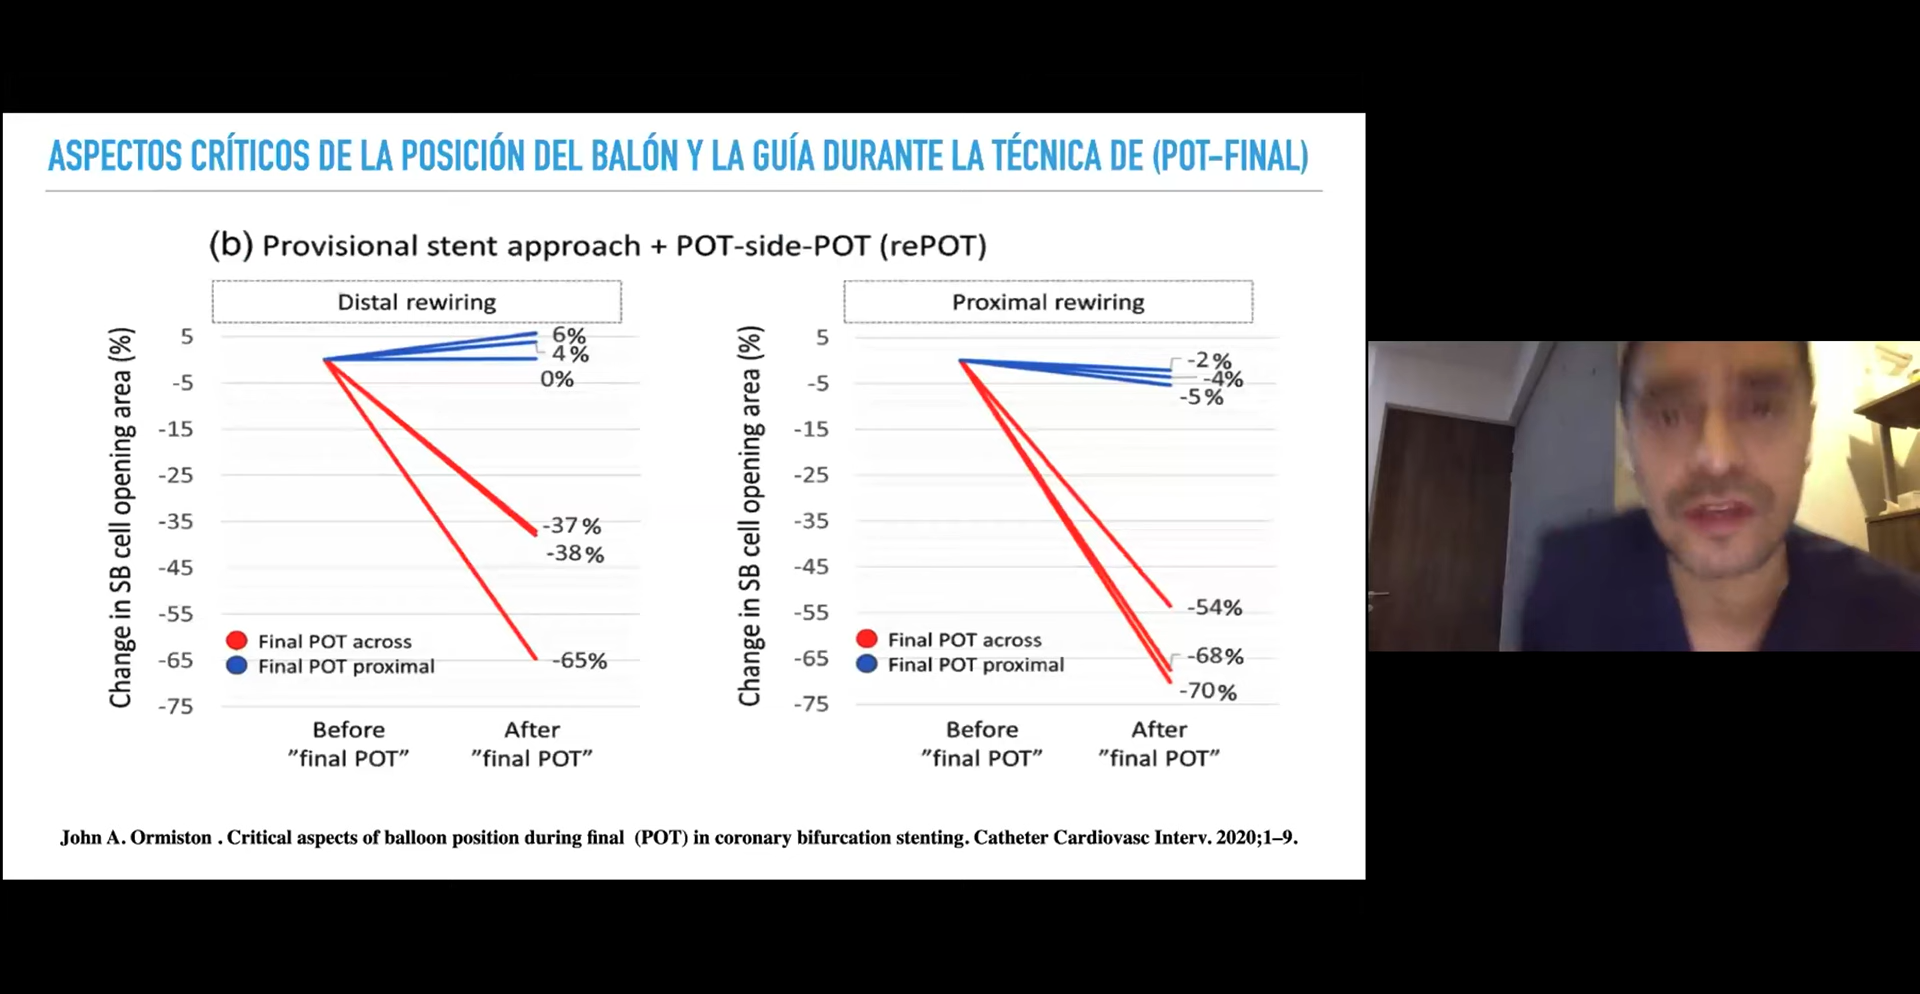 ASPECTOS CRÍTICOS DE LA POSICIÓN DEL BALÓN Y LA GUÍA DURANTE LA TÉCNICA DE (POT-FINAL)
(b) Provisional stent approach + POT-side-POT (rePOT)
Distal rewiring
Change in SB cell opening area (%)
5
-5
-15
-25
-35
-45
-55
-65
-75
6%
4%
0%
-37%
-38%
-65%
Final POT across
Final POT proximal
Before
"final POT"
After
"final POT"
Proximal rewiring
Change in SB cell opening area (%)
5
-5
-15
-25
-35
-45
-55
-65
-75
-2%
-4%
-5%
-54%
-68%
-70%
Final POT across
Final POT proximal
Before
"final POT"
After
"final POT"
John A. Ormiston . Critical aspects of balloon position during final (POT) in coronary bifurcation stenting. Catheter Cardiovasc Interv. 2020;1–9.